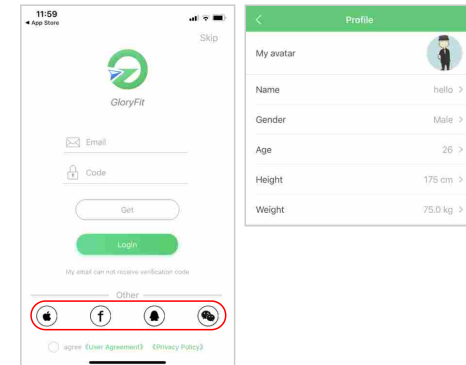 11:59
◂ App Store
Skip
GloryFit
Email
Code
Get
Login
My email can not receive verification code
Other
agree 《User Agreement》 《Privacy Policy》
Profile
My avatar
Name hello >
Gender Male >
Age 26 >
Height 175 cm >
Weight 75.0 kg >